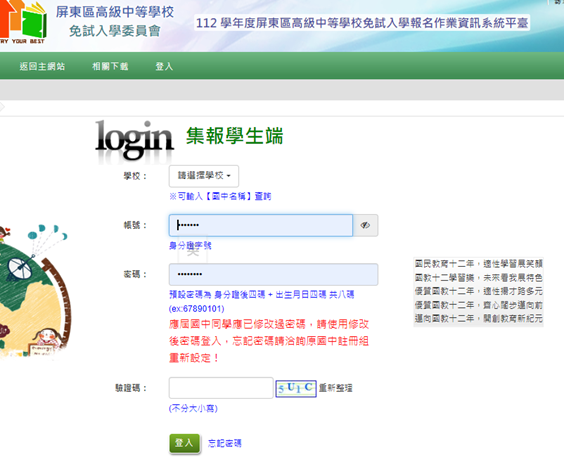 屏東區高級中等學校
免試入學委員會
TRY YOUR BEST
112 學年度屏東區高級中等學校免試入學報名作業資訊系統平臺
返回主網站 相關下載 登入
login 集報學生端
學校： 請選擇學校
※可輸入【國中名稱】查詢
帳號： •••••••
身分證字號
密碼： ••••••••
預設密碼為 身分證後四碼 + 出生月日四碼 共八碼
(ex:67890101)
應屆國中同學應已修改過密碼，請使用修改
後密碼登入，忘記密碼請洽詢原國中註冊組
重新設定！
驗證碼： 5U1C 重新整理
(不分大小寫)
登入 忘記密碼
國民教育十二年，適性學習展笑顏
國教十二學習樂，未來看我展特色
優質國教十二年，適性揚才路多元
優質國教十二年，齊心闊步邁向前
邁向國教十二年，開創教育新紀元